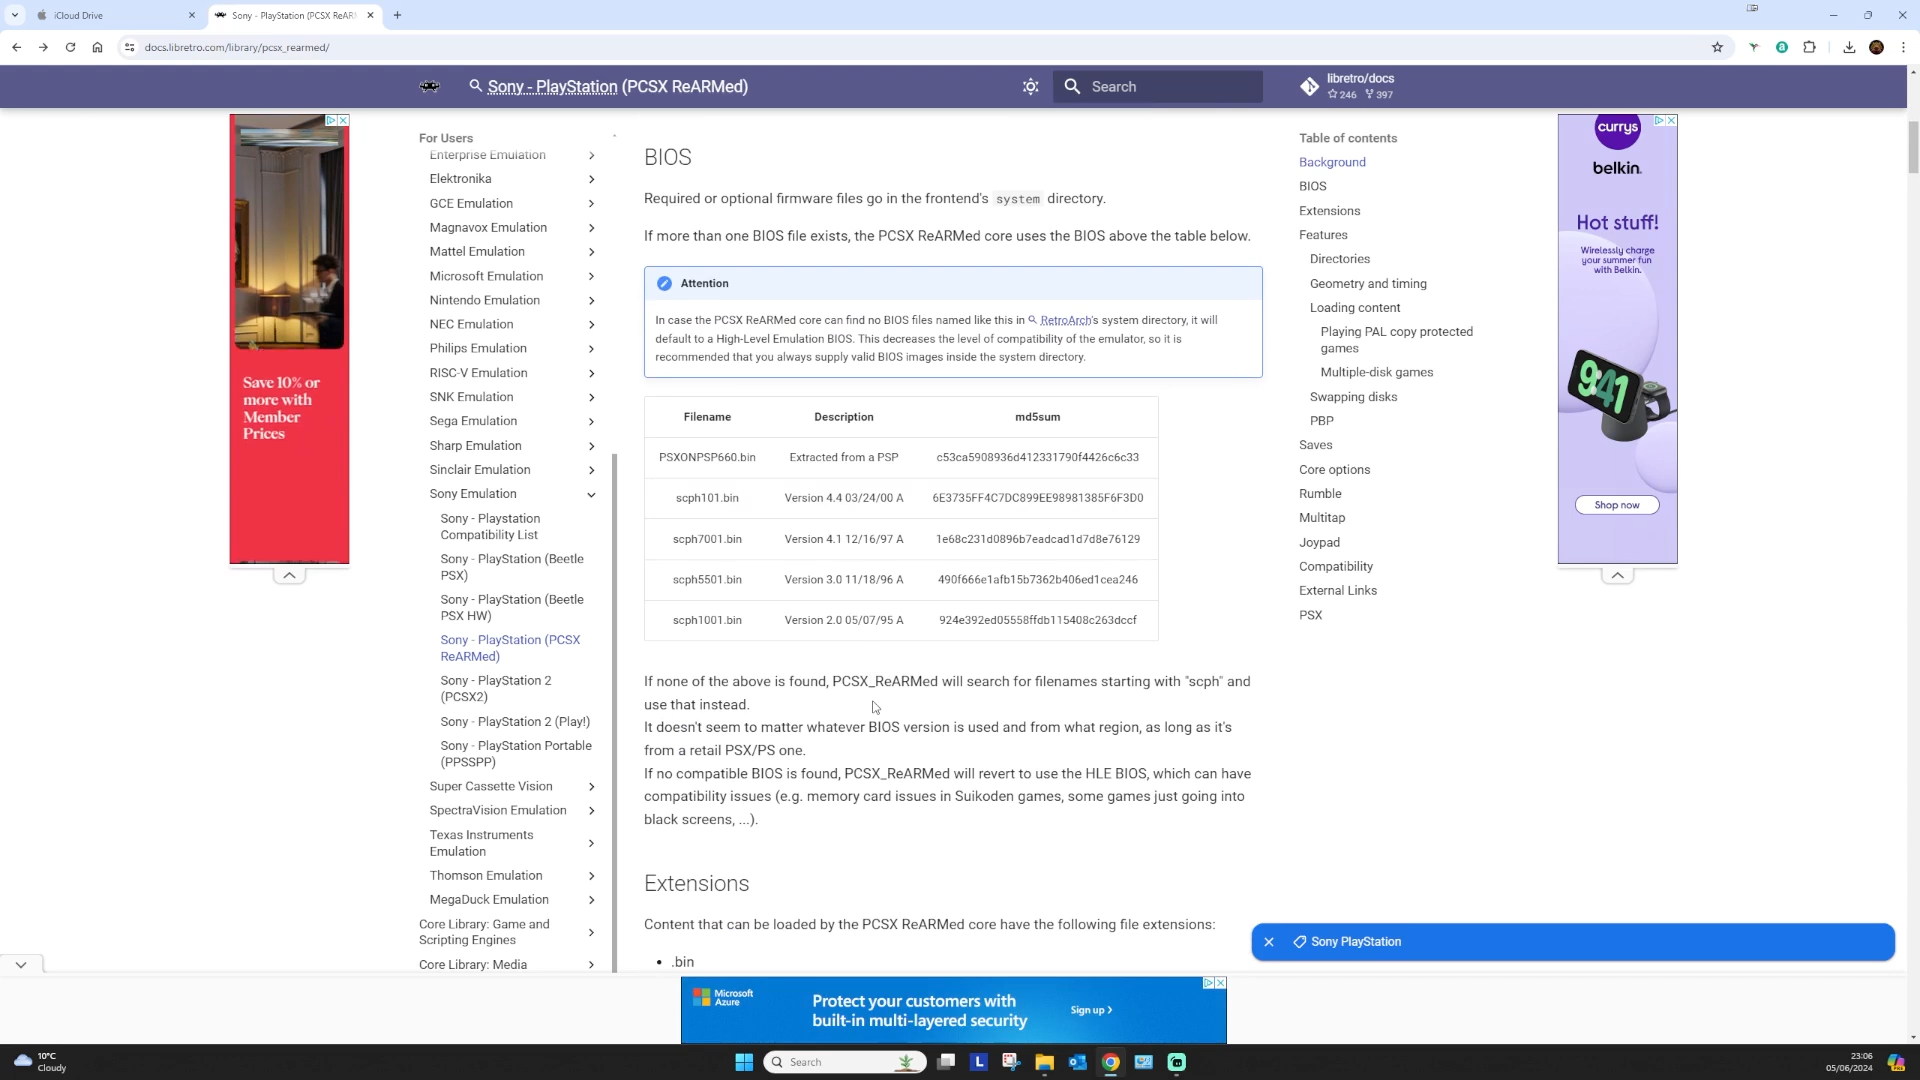 iCloud Drive
Sony - PlayStation (PCSX ReAR
docs.libretro.com/library/pcsx_rearmed/
Sony - PlayStation (PCSX ReARMed)
Search
libretro/docs
246 397
Save 10% or
more with
Member
Prices
For Users
Enterprise Emulation
Elektronika
GCE Emulation
Magnavox Emulation
Mattel Emulation
Microsoft Emulation
Nintendo Emulation
NEC Emulation
Philips Emulation
RISC-V Emulation
SNK Emulation
Sega Emulation
Sharp Emulation
Sinclair Emulation
Sony Emulation
Sony - Playstation
Compatibility List
Sony - PlayStation (Beetle
PSX)
Sony - PlayStation (Beetle
PSX HW)
Sony - PlayStation (PCSX
ReARMed)
Sony - PlayStation 2
(PCSX2)
Sony - PlayStation 2 (Play!)
Sony - PlayStation Portable
(PPSSPP)
Super Cassette Vision
SpectraVision Emulation
Texas Instruments
Emulation
Thomson Emulation
MegaDuck Emulation
Core Library: Game and
Scripting Engines
Core Library: Media
BIOS
Required or optional firmware files go in the frontend's system directory.
If more than one BIOS file exists, the PCSX ReARMed core uses the BIOS above the table below.
Attention
In case the PCSX ReARMed core can find no BIOS files named like this in RetroArch's system directory, it will
default to a High-Level Emulation BIOS. This decreases the level of compatibility of the emulator, so it is
recommended that you always supply valid BIOS images inside the system directory.
Filename Description md5sum
PSXONPSP660.bin Extracted from a PSP c53ca5908936d412331790f4426c6c33
scph101.bin Version 4.4 03/24/00 A 6E3735FF4C7DC899EE98981385F6F3D0
scph7001.bin Version 4.1 12/16/97 A 1e68c231d0896b7eadcad1d7d8e76129
scph5501.bin Version 3.0 11/18/96 A 490f666e1afb15b7362b406ed1cea246
scph1001.bin Version 2.0 05/07/95 A 924e392ed05558ffdb115408c263dccf
If none of the above is found, PCSX_ReARMed will search for filenames starting with "scph" and
use that instead.
It doesn't seem to matter whatever BIOS version is used and from what region, as long as it's
from a retail PSX/PS one.
If no compatible BIOS is found, PCSX_ReARMed will revert to use the HLE BIOS, which can have
compatibility issues (e.g. memory card issues in Suikoden games, some games just going into
black screens, ...).
Extensions
Content that can be loaded by the PCSX ReARMed core have the following file extensions:
• .bin
Table of contents
Background
BIOS
Extensions
Features
Directories
Geometry and timing
Loading content
Playing PAL copy protected
games
Multiple-disk games
Swapping disks
PBP
Saves
Core options
Rumble
Multitap
Joypad
Compatibility
External Links
PSX
currys
belkin.
Hot stuff!
Wirelessly charge
your summer fun
with Belkin.
9:41
Shop now
Sony PlayStation
Microsoft
Azure
Protect your customers with
built-in multi-layered security
Sign up >
10°C
Cloudy
Search
23:06
05/06/2024